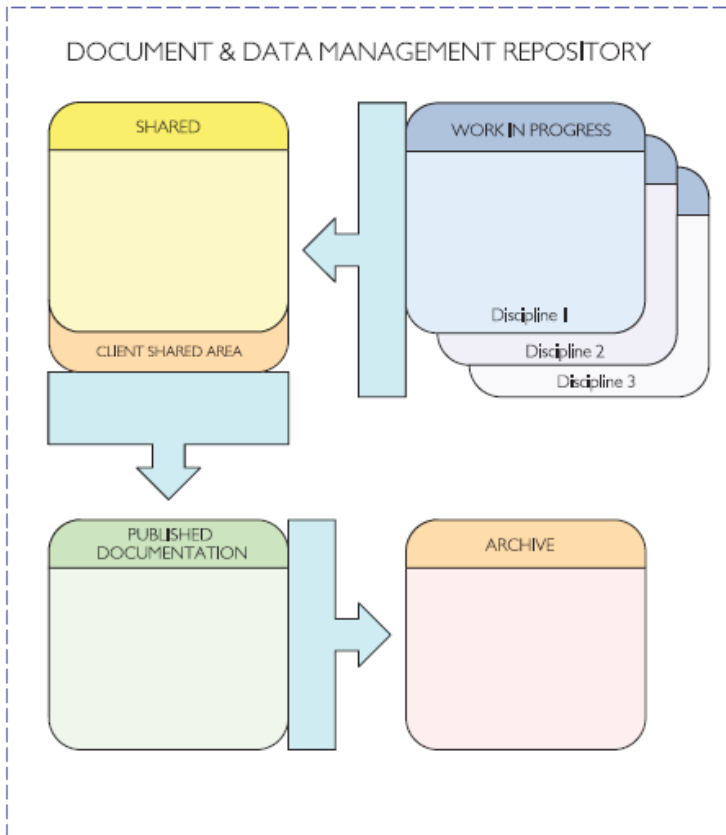 DOCUMENT & DATA MANAGEMENT REPOSITORY
SHARED
WORK IN PROGRESS
Discipline 1
CLIENT SHARED AREA
Discipline 2
Discipline 3
PUBLISHED
DOCUMENTATION
ARCHIVE